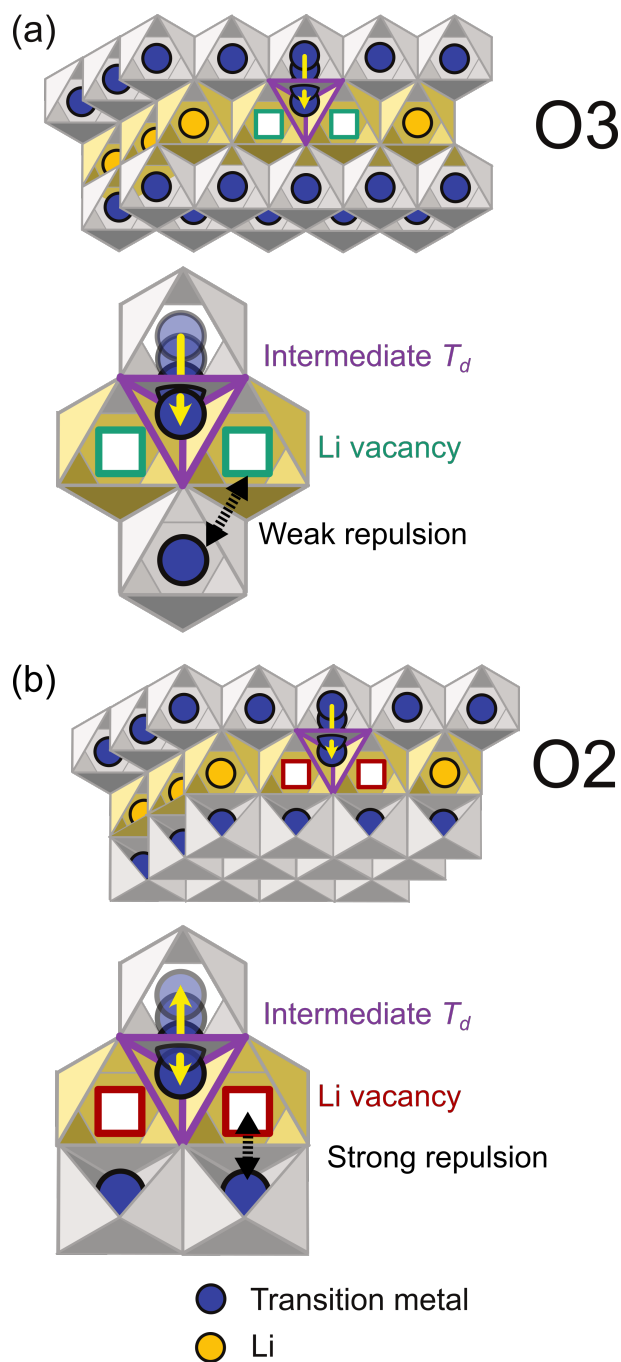 (a)
O3
Intermediate Td
Li vacancy
Weak repulsion
(b)
O2
Intermediate Td
Li vacancy
Strong repulsion
Transition metal
Li